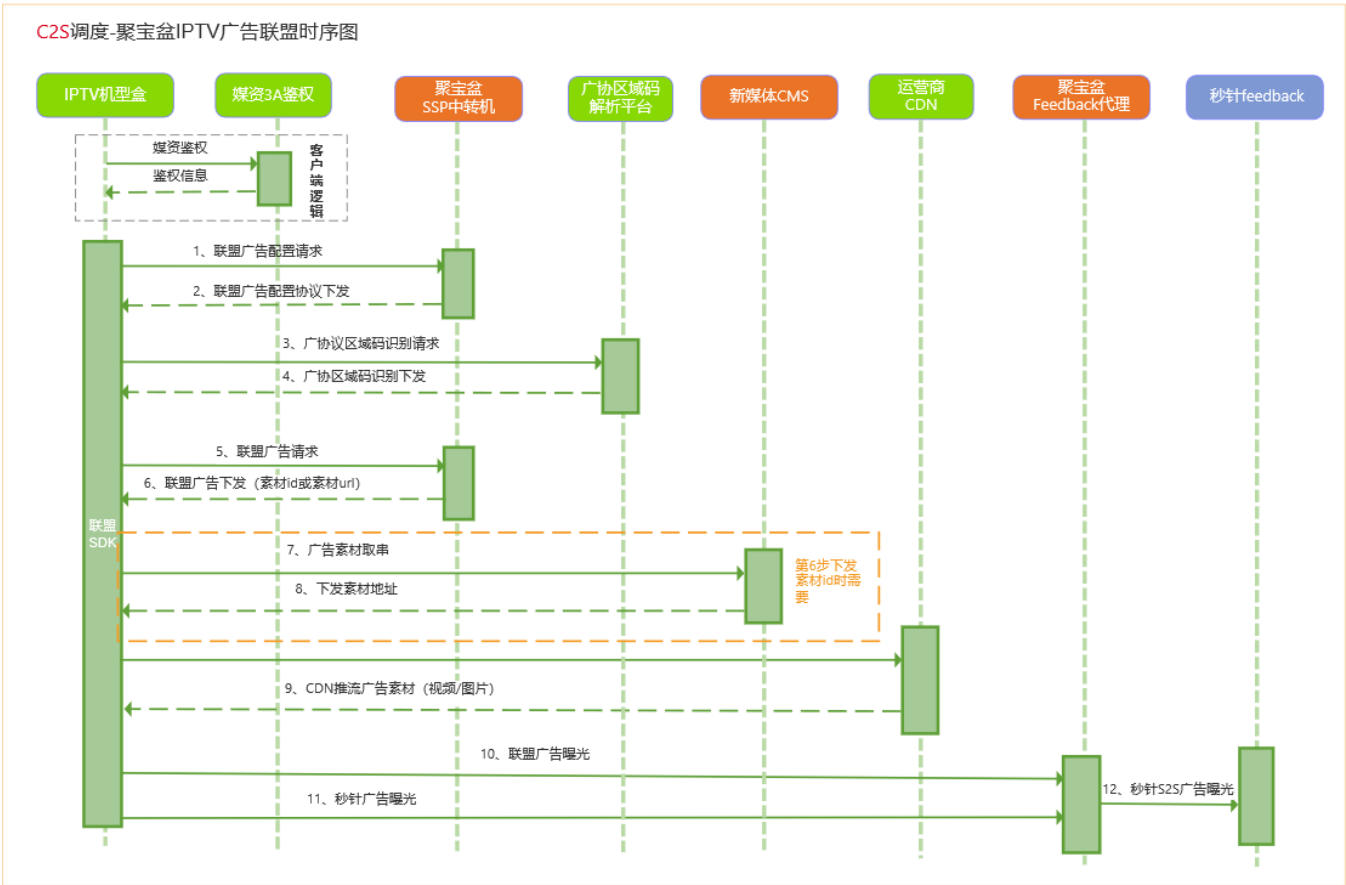 C2S调度-聚宝盆IPTV广告联盟时序图
IPTV机型盒
媒资3A鉴权
聚宝盆
SSP中转机
广协区域码
解析平台
新媒体CMS
运营商
CDN
聚宝盆
Feedback代理
秒针feedback
媒资鉴权
鉴权信息
客户端逻辑
1、联盟广告配置请求
2、联盟广告配置协议下发
3、广协议区域码识别请求
4、广协区域码识别下发
5、联盟广告请求
6、联盟广告下发（素材id或素材url）
联盟
SDK
7、广告素材取串
8、下发素材地址
第6步下发
素材id时需
要
9、CDN推流广告素材（视频/图片）
10、联盟广告曝光
11、秒针广告曝光
12、秒针S2S广告曝光